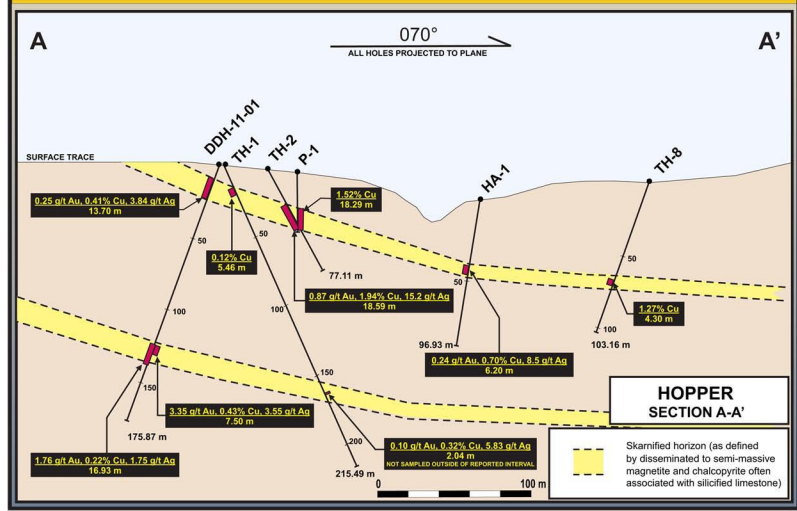 A
070°
A’
ALL HOLES PROJECTED TO PLANE
DDH-11-01
TH-1
TH-2
P-1
HA-1
TH-8
SURFACE TRACE
0.25 g/t Au, 0.41% Cu, 3.84 g/t Ag
13.70 m
1.52% Cu
18.29 m
50
50
50
0.12% Cu
5.46 m
77.11 m
50
0.87 g/t Au, 1.94% Cu, 15.2 g/t Ag
18.59 m
100
100
1.27% Cu
4.30 m
100
103.16 m
96.93 m
0.24 g/t Au, 0.70% Cu, 8.5 g/t Ag
6.20 m
150
150
HOPPER
SECTION A-A’
3.35 g/t Au, 0.43% Cu, 3.55 g/t Ag
7.50 m
175.87 m
200
1.76 g/t Au, 0.22% Cu, 1.75 g/t Ag
16.93 m
0.10 g/t Au, 0.32% Cu, 5.83 g/t Ag
2.04 m
NOT SAMPLED OUTSIDE OF REPORTED INTERVAL
215.49 m
0
100 m
Skarnified horizon (as defined
by disseminated to semi-massive
magnetite and chalcopyrite often
associated with silicified limestone)